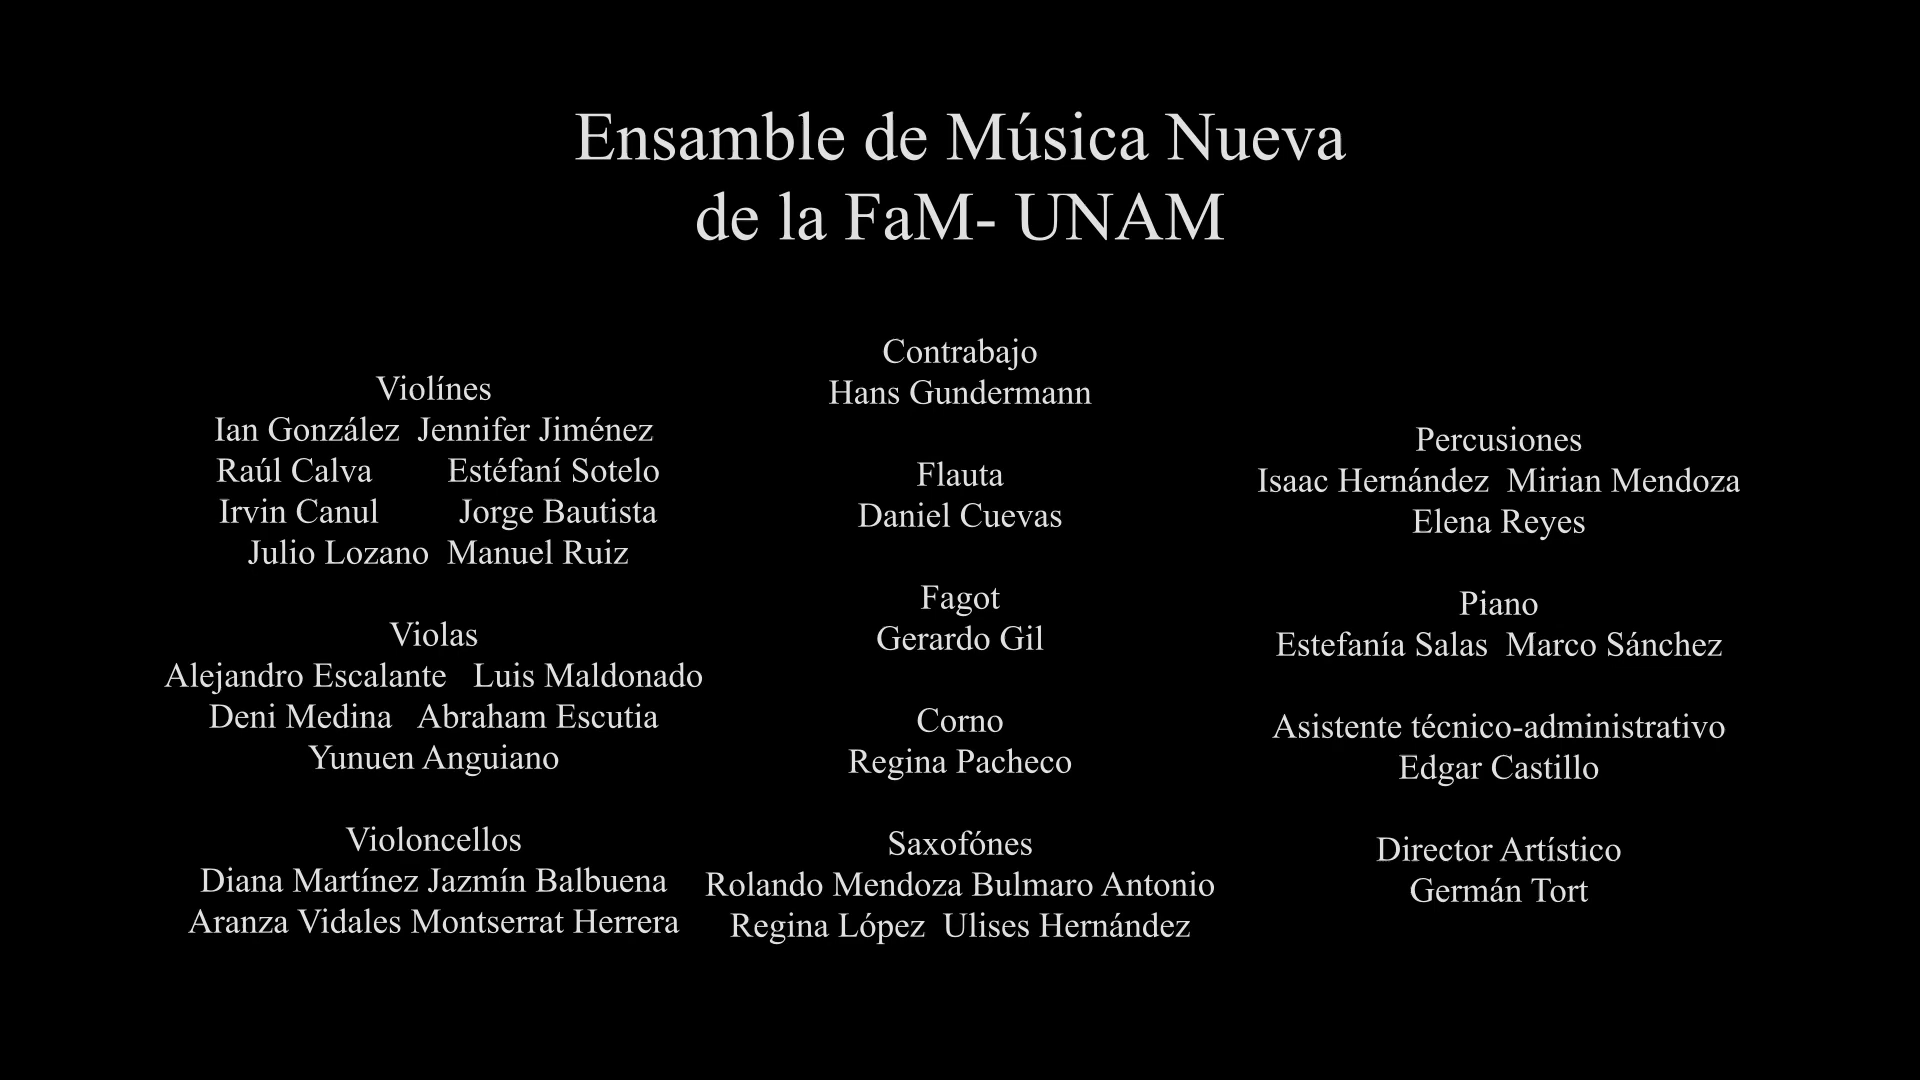 Ensamble de Música Nueva
de la FaM- UNAM
Violínes
Ian González Jennifer Jiménez
Raúl Calva Estéfaní Sotelo
Irvin Canul Jorge Bautista
Julio Lozano Manuel Ruiz
Violas
Alejandro Escalante Luis Maldonado
Deni Medina Abraham Escutia
Yunuen Anguiano
Violoncellos
Diana Martínez Jazmín Balbuena
Aranza Vidales Montserrat Herrera
Contrabajo
Hans Gundermann
Flauta
Daniel Cuevas
Fagot
Gerardo Gil
Corno
Regina Pacheco
Saxofónes
Rolando Mendoza Bulmaro Antonio
Regina López Ulises Hernández
Percusiones
Isaac Hernández Mirian Mendoza
Elena Reyes
Piano
Estefanía Salas Marco Sánchez
Asistente técnico-administrativo
Edgar Castillo
Director Artístico
Germán Tort